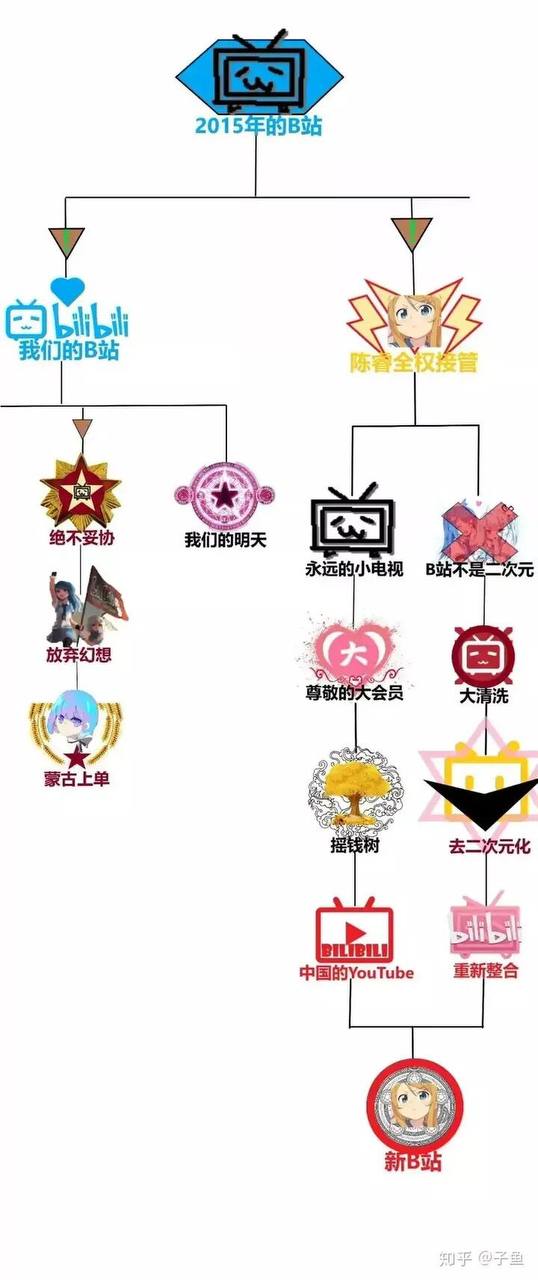 2015年的B站
bilibili
我们的B站
陈睿全权接管
绝不妥协
我们的明天
永远的小电视
B站不是二次元
放弃幻想
大
尊敬的大会员
大清洗
蒙古上单
摇钱树
去二次元化
BILIBILI
中国的YouTube
bilibili
重新整合
新B站
知乎 @子鱼